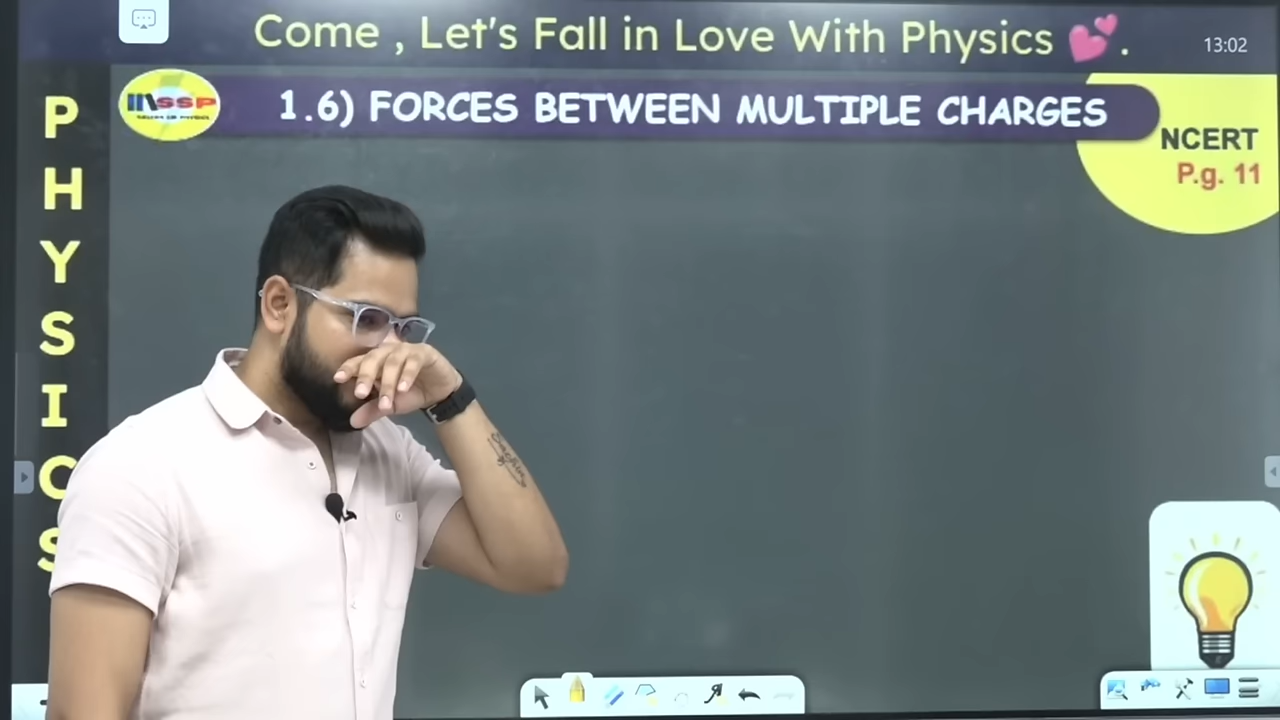 Come , Let's Fall in Love With Physics 💕.
13:02
PHYSICS
SSP
1.6) FORCES BETWEEN MULTIPLE CHARGES
NCERT
P.g. 11